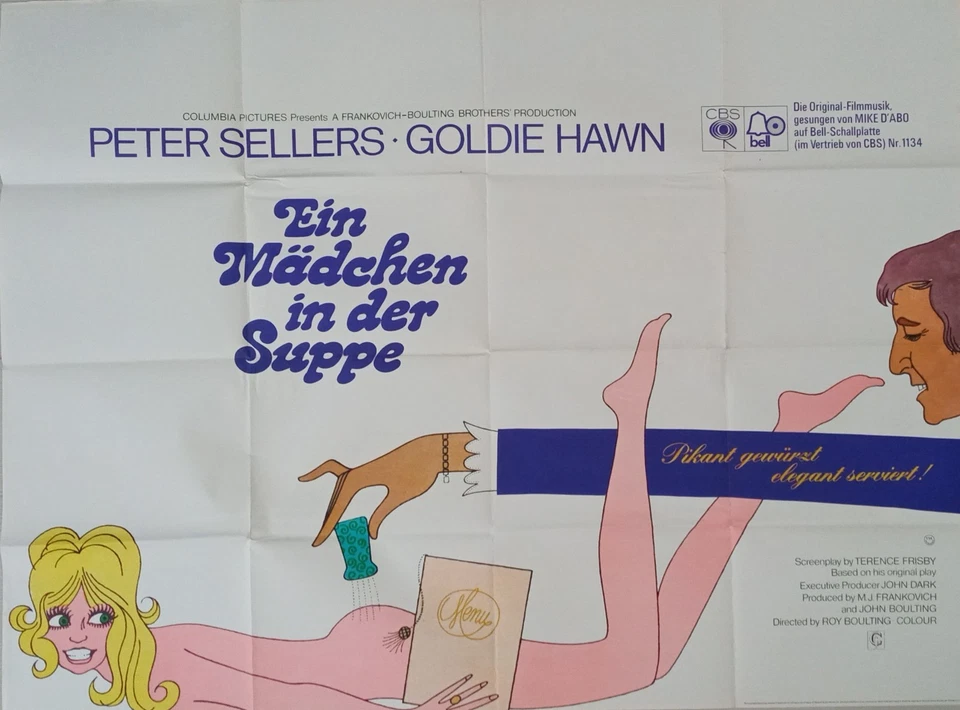 COLUMBIA PICTURES Presents A FRANKOVICH-BOULTING BROTHERS' PRODUCTION
PETER SELLERS · GOLDIE HAWN
CBS
bell
Die Original-Filmmusik,
gesungen von MIKE D'ABO
auf Bell-Schallplatte
(im Vertrieb von CBS) Nr. 1134
Ein
Mädchen
in der
Suppe
Pikant gewürzt
elegant serviert!
Menu
Screenplay by TERENCE FRISBY
Based on his original play
Executive Producer JOHN DARK
Produced by M.J. FRANKOVICH
and JOHN BOULTING
Directed by ROY BOULTING COLOUR